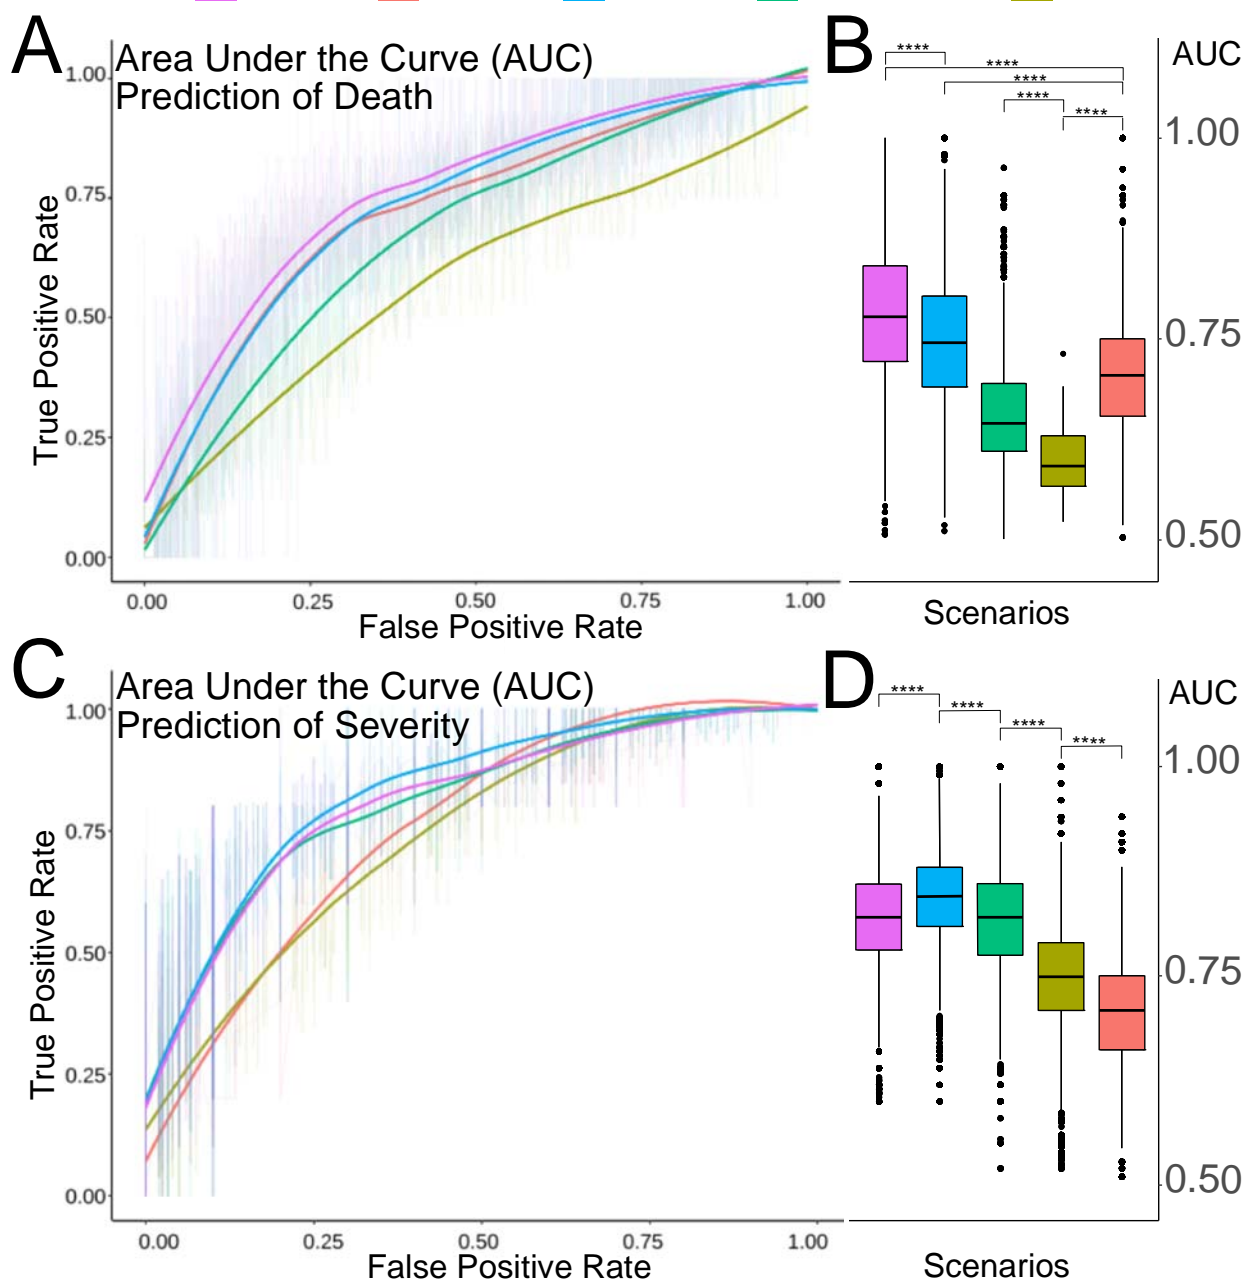 A
Area Under the Curve (AUC)
Prediction of Death
True Positive Rate
1.00
0.75
0.50
0.25
0.00
0.00 0.25 0.50 0.75 1.00
False Positive Rate
B
AUC
****
****
****
****
****
1.00
0.75
0.50
Scenarios
C
Area Under the Curve (AUC)
Prediction of Severity
True Positive Rate
1.00
0.75
0.50
0.25
0.00
0.00 0.25 0.50 0.75 1.00
False Positive Rate
D
AUC
****
****
****
****
1.00
0.75
0.50
Scenarios